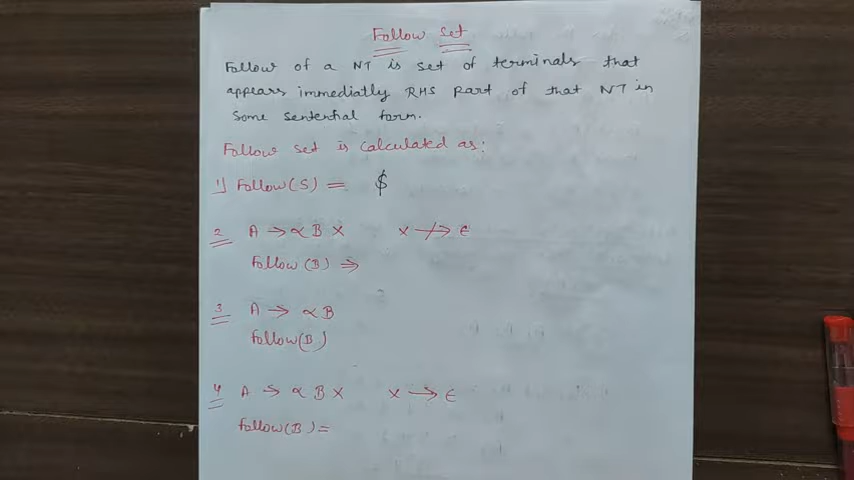 Follow set
Follow of a NT is set of terminals that
appears immediatly RHS part of that NT in
some sentential form.
Follow set is calculated as:
1) Follow(S) = $
2 A → α B X X ↛ ϵ
Follow (B) ⇒
3 A → α B
Follow(B)
4 A → α B X X → ϵ
Follow(B) =